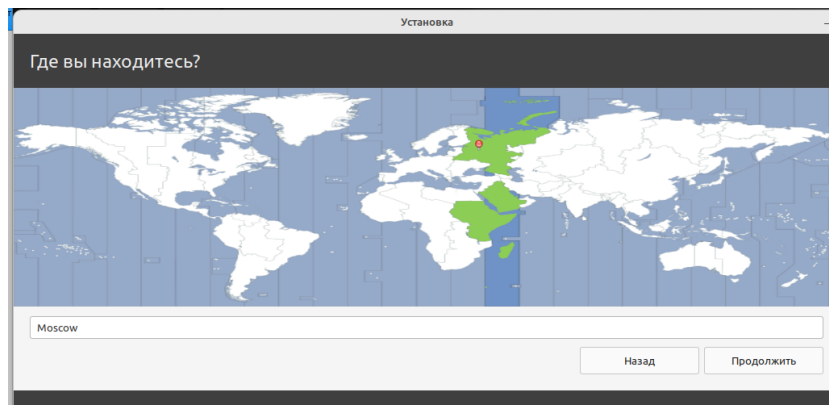 Установка
Где вы находитесь?
Moscow
Назад
Продолжить